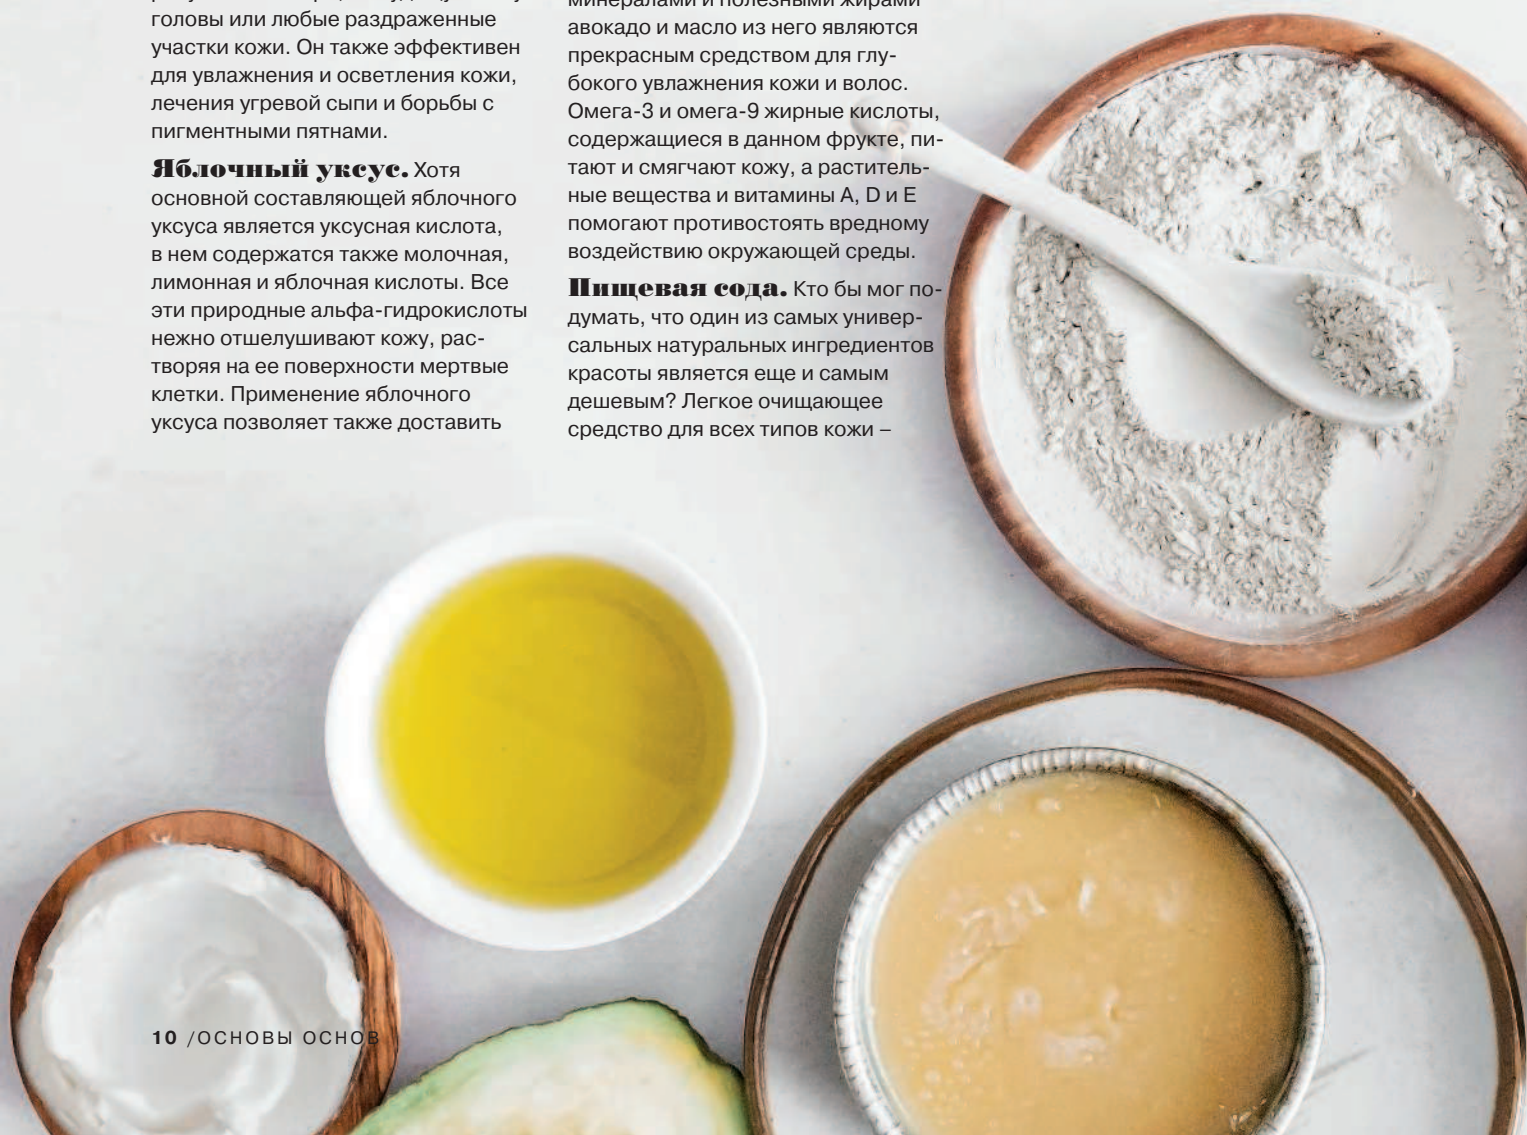 головы или любые раздраженные
участки кожи. Он также эффективен
для увлажнения и осветления кожи,
лечения угревой сыпи и борьбы с
пигментными пятнами.
Яблочный уксус. Хотя
основной составляющей яблочного
уксуса является уксусная кислота,
в нем содержатся также молочная,
лимонная и яблочная кислоты. Все
эти природные альфа-гидрокислоты
нежно отшелушивают кожу, рас-
творяя на ее поверхности мертвые
клетки. Применение яблочного
уксуса позволяет также доставить
минералами и полезными жирами
авокадо и масло из него являются
прекрасным средством для глу-
бокого увлажнения кожи и волос.
Омега-3 и омега-9 жирные кислоты,
содержащиеся в данном фрукте, пи-
тают и смягчают кожу, а раститель-
ные вещества и витамины A, D и E
помогают противостоять вредному
воздействию окружающей среды.
Пищевая сода. Кто бы мог по-
думать, что один из самых универ-
сальных натуральных ингредиентов
красоты является еще и самым
дешевым? Легкое очищающее
средство для всех типов кожи –
10 /ОСНОВЫ ОСНОВ